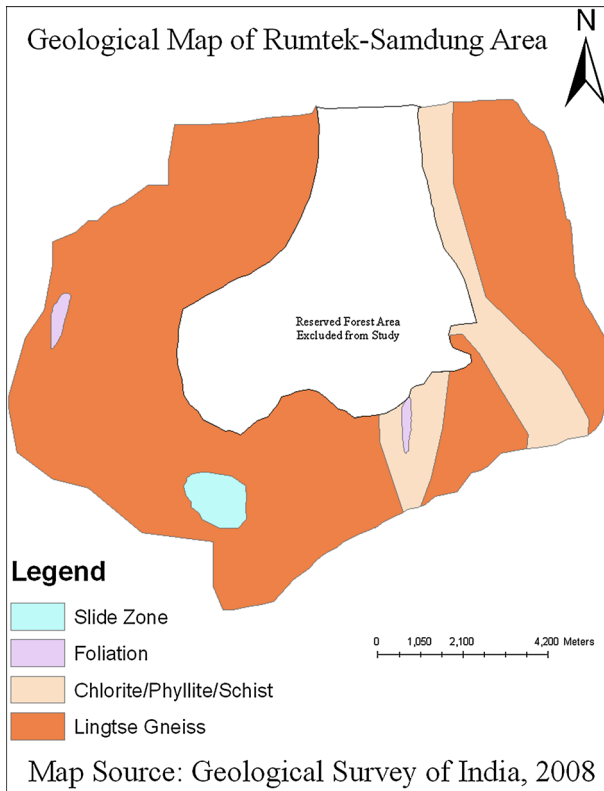 N
Geological Map of Rumtek-Samdung Area
Reserved Forest Area
Excluded from Study
Legend
Slide Zone
Foliation
Chlorite/Phyllite/Schist
Lingtse Gneiss
0 1,050 2,100 4,200 Meters
Map Source: Geological Survey of India, 2008